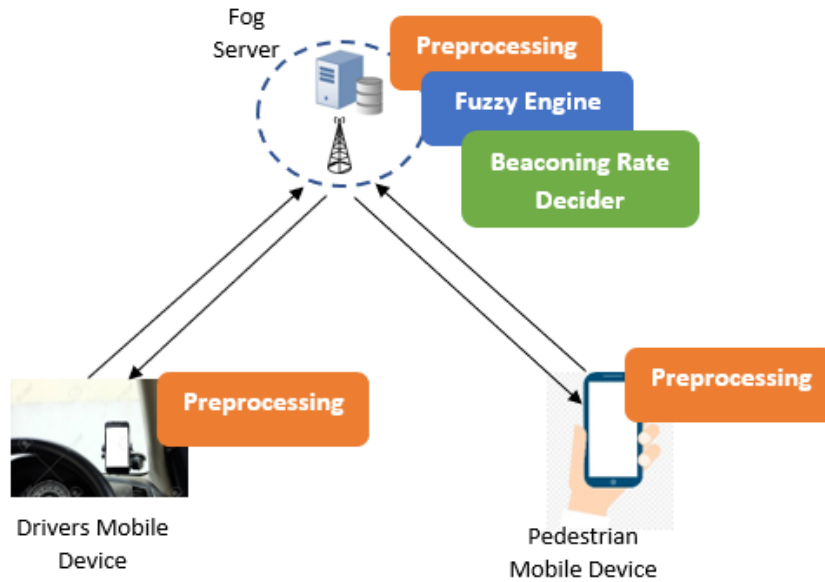 Fog
Server
Preprocessing
Fuzzy Engine
Beaconing Rate
Decider
Preprocessing
Preprocessing
Drivers Mobile
Device
Pedestrian
Mobile Device